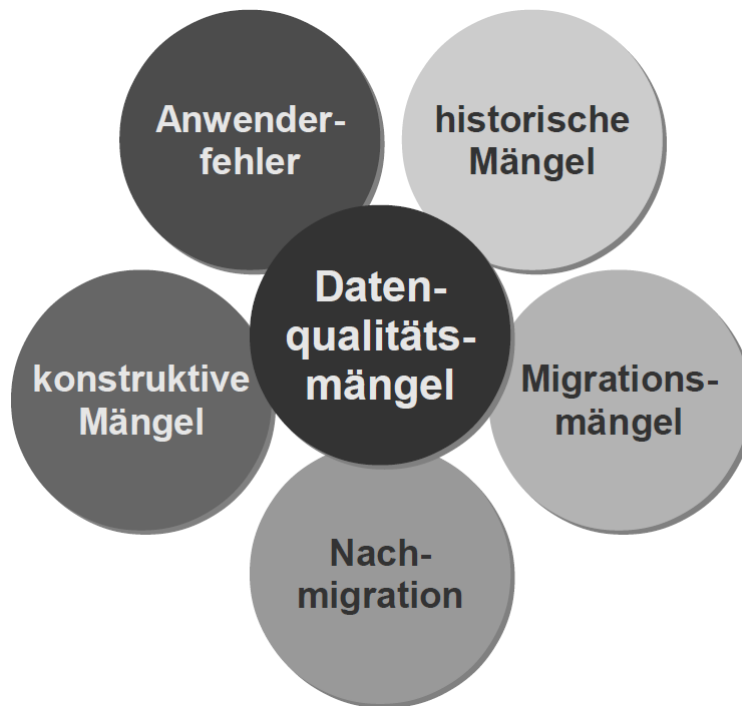 Anwender-
fehler
historische
Mängel
Daten-
qualitäts-
mängel
konstruktive
Mängel
Migrations-
mängel
Nach-
migration